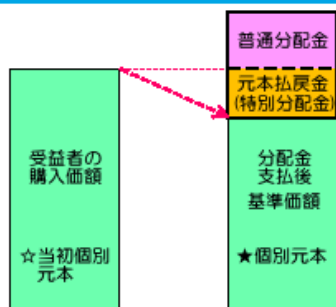 普通分配金
元本払戻金
(特別分配金)
受益者の
購入価額
☆当初個別
元本
分配金
支払後
基準価額
★個別元本